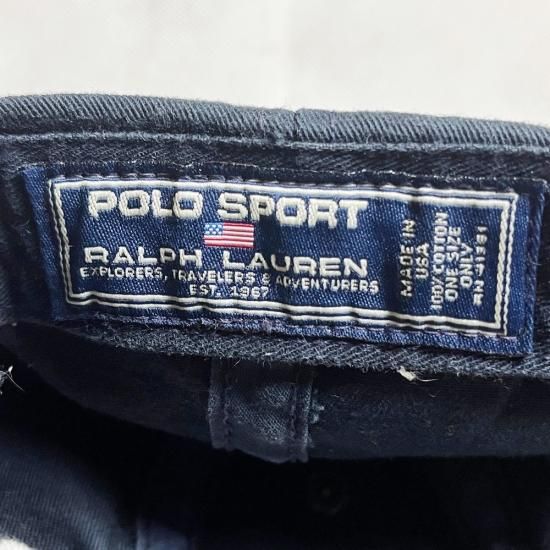 POLO SPORT
RALPH LAUREN
EXPLORERS, TRAVELERS & ADVENTURERS
EST. 1967
MADE IN
USA
100% COTTON
ONE SIZE
ONLY